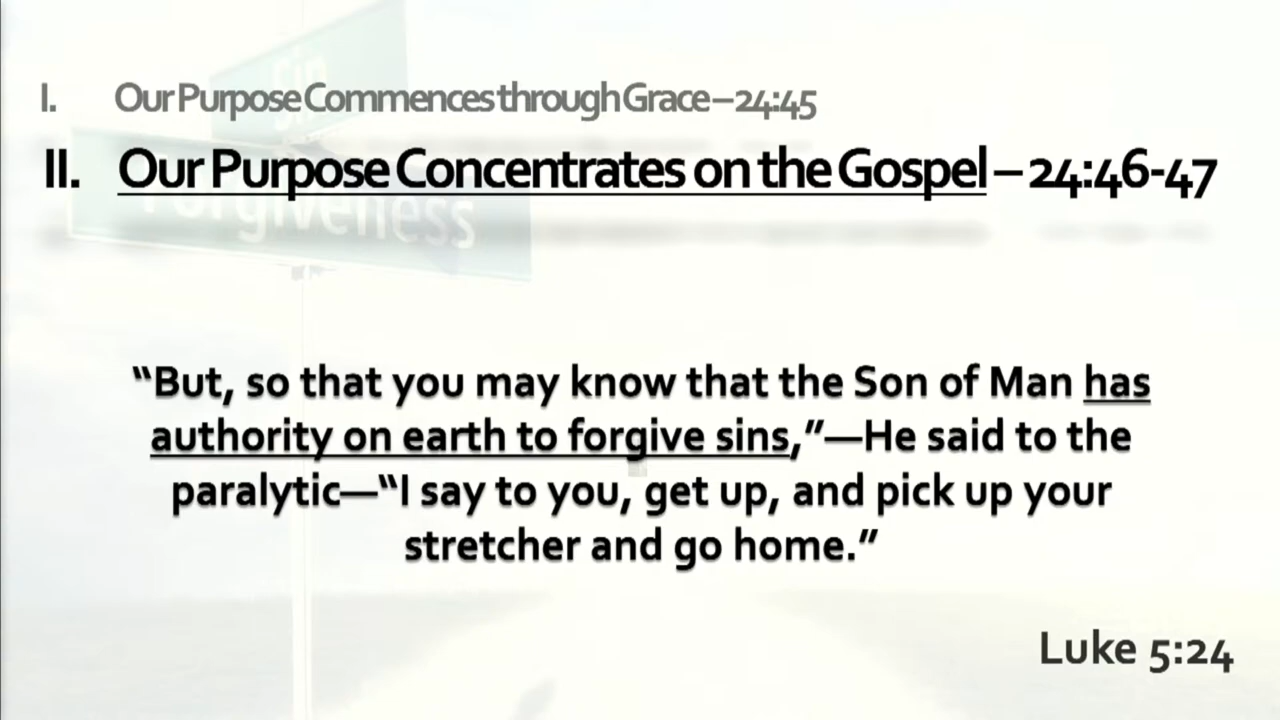 Sin
I. Our Purpose Commences through Grace – 24:45
II. Our Purpose Concentrates on the Gospel – 24:46-47
Forgiveness
“But, so that you may know that the Son of Man has
authority on earth to forgive sins,”—He said to the
paralytic—“I say to you, get up, and pick up your
stretcher and go home.”
Luke 5:24